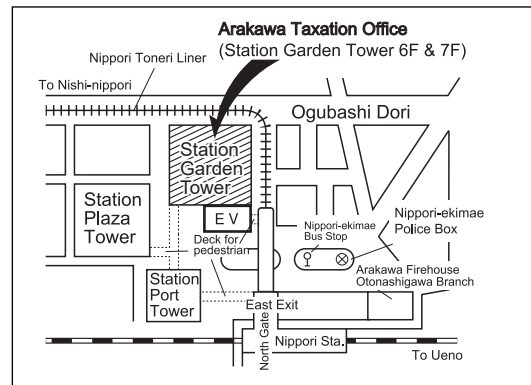 Arakawa Taxation Office
(Station Garden Tower 6F & 7F)
Nippori Toneri Liner
To Nishi-nippori
Ogubashi Dori
Station
Garden
Tower
Station
Plaza
Tower
E V
Nippori-ekimae
Bus Stop
Nippori-ekimae
Police Box
Deck for
pedestrian
Arakawa Firehouse
Otonashigawa Branch
Station
Port
Tower
East Exit
North Gate
Nippori Sta.
To Ueno